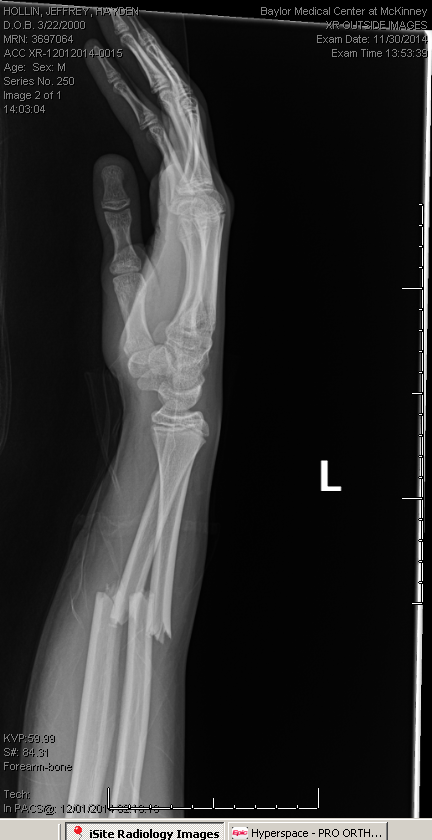 HOLLIN, JEFFREY, HAYDEN
D.O.B. 3/22/2000
MRN: 3697064
ACC XR-12012014-0015
Age: Sex: M
Series No. 250
Image 2 of 1
14:03:04
Baylor Medical Center at McKinney
XR OUTSIDE IMAGES
Exam Date: 11/30/2014
Exam Time 13:53:39
L
KVP:59.99
S#: 84.31
Forearm-bone
Tech:
In PACS@: 12/01/2014
iSite Radiology Images
Hyperspace - PRO ORTH...